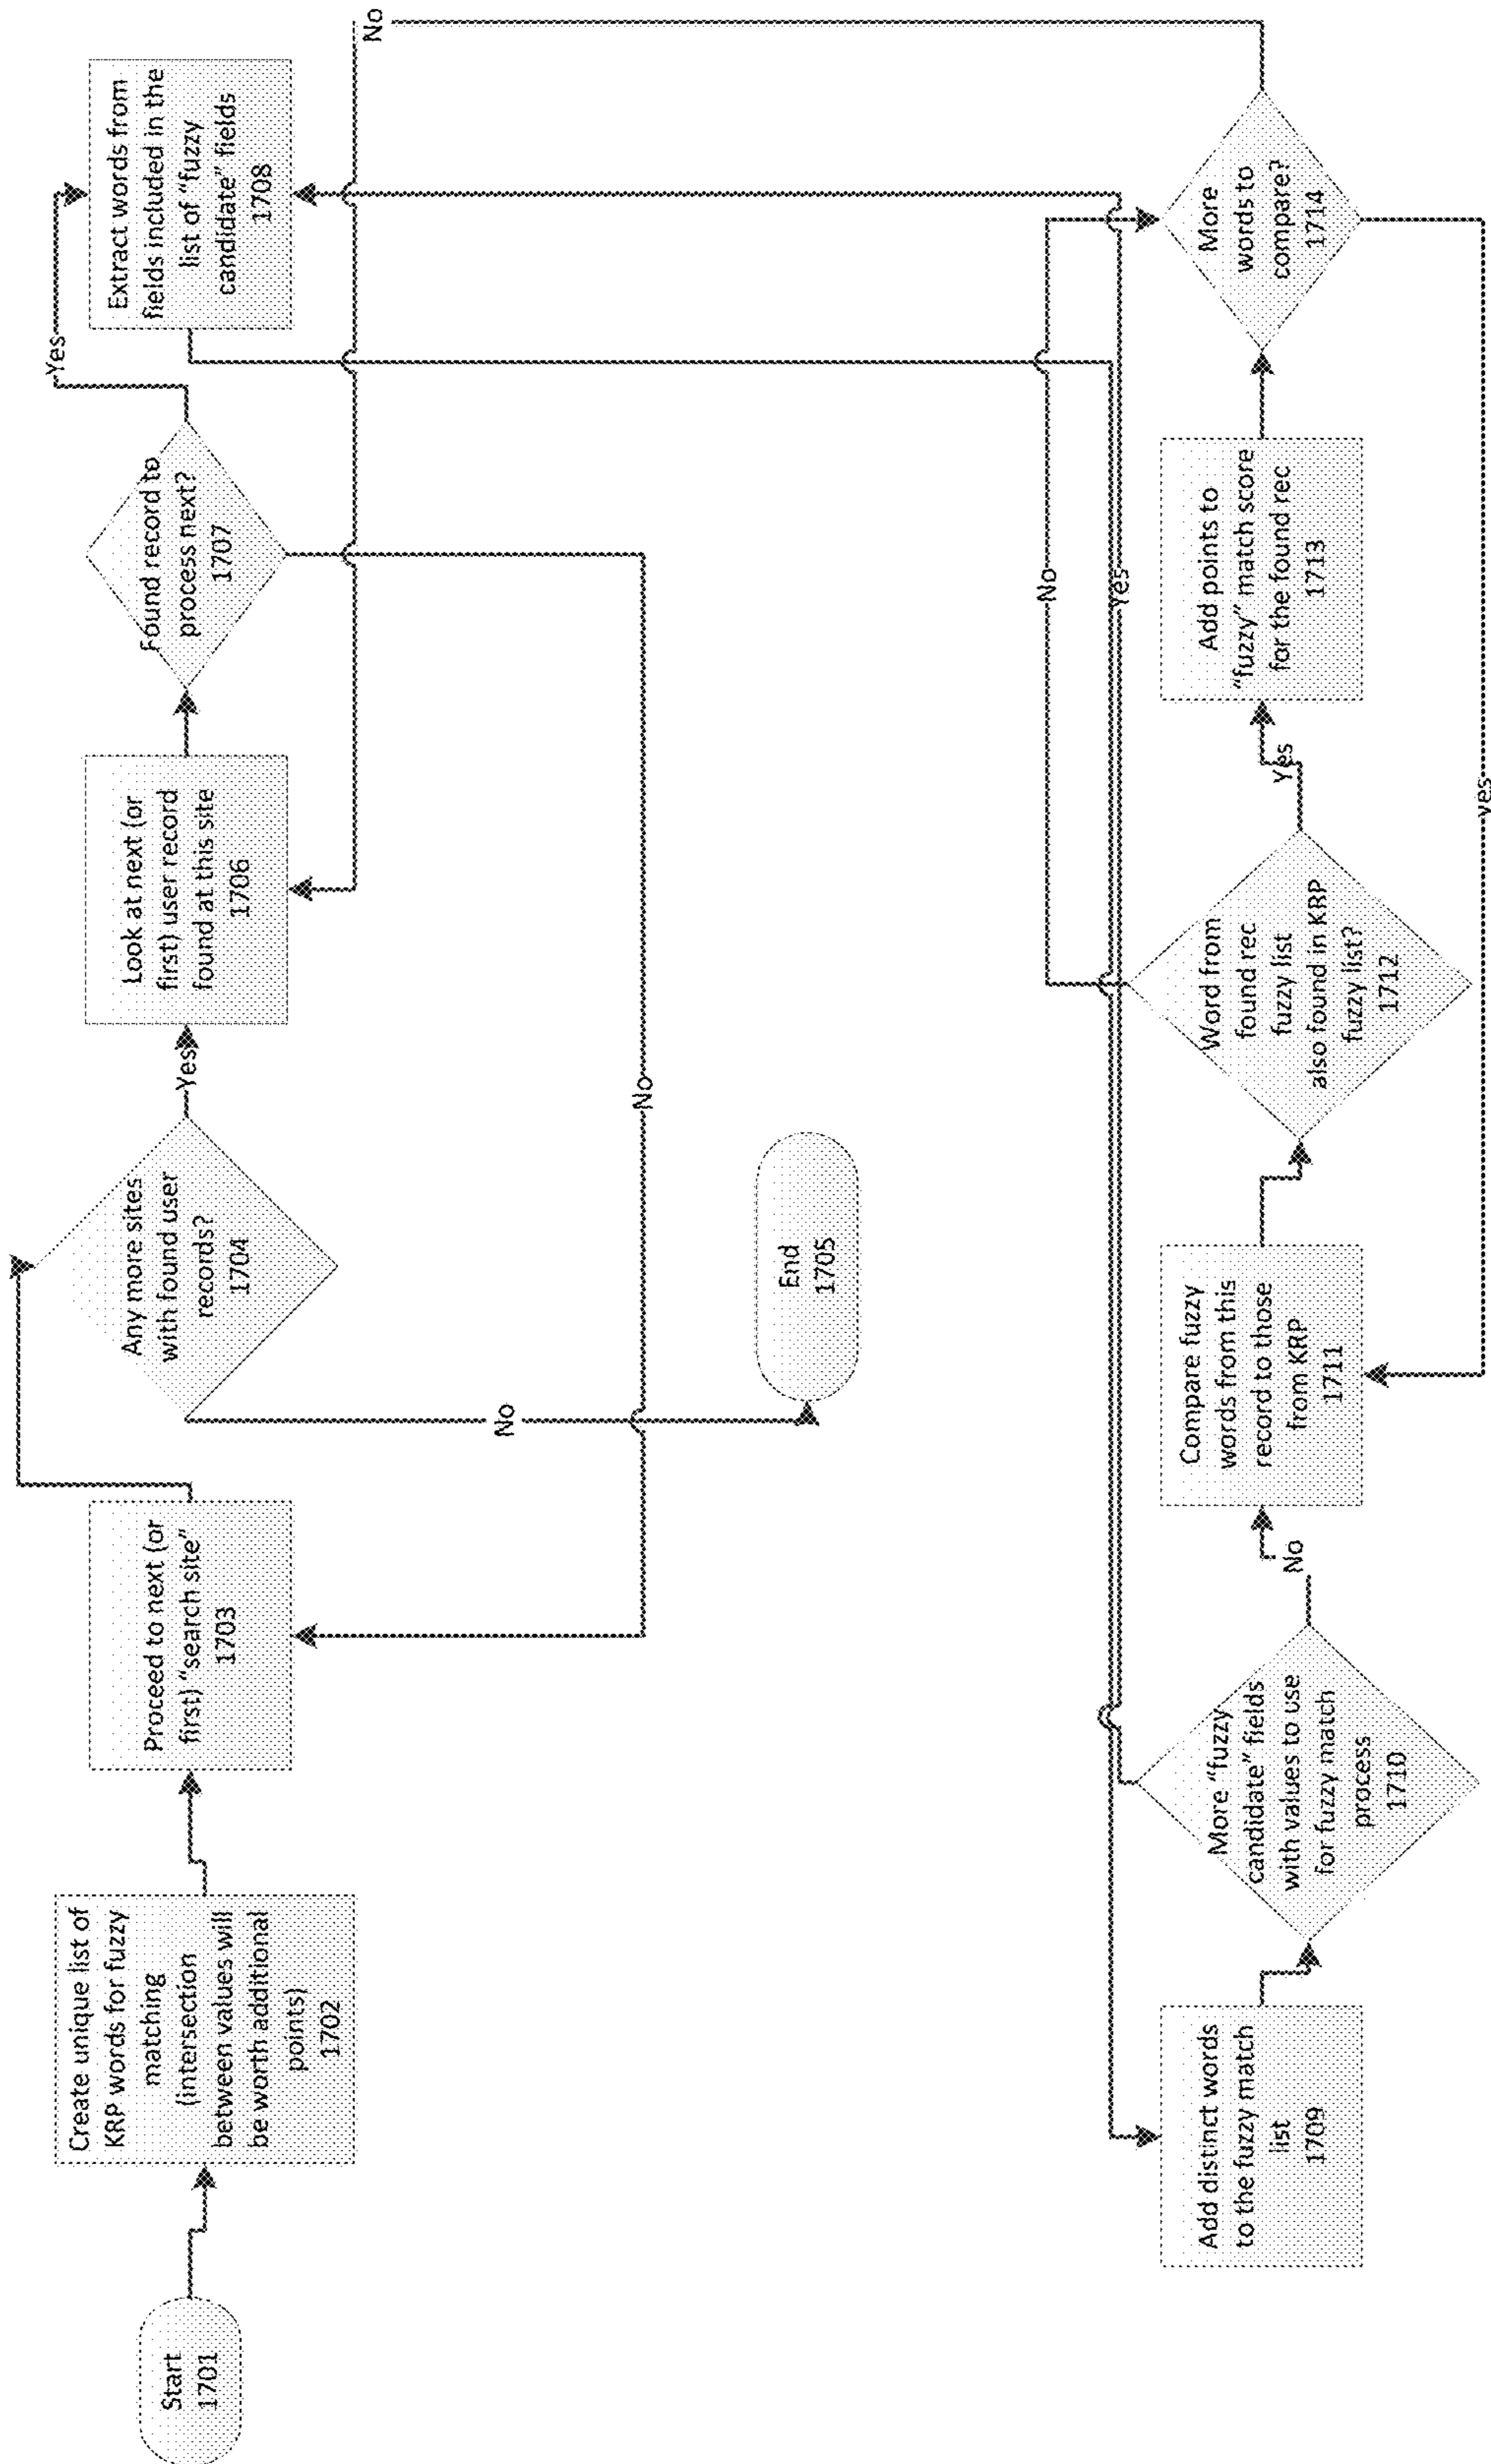 Start
1701
Create unique list of
KRP words for fuzzy
matching
(intersection
between values will
be worth additional
points)
1702
Proceed to next (or
first) "search site"
1703
Any more sites
with found user
records?
1704
No
Yes
End
1705
Look at next (or
first) user record
found at this site
1706
Found record to
process next?
1707
No
Yes
Extract words from
fields included in the
list of "fuzzy
candidate" fields
1708
Add distinct words
to the fuzzy match
list
1709
More "fuzzy
candidate" fields
with values to use
for fuzzy match
process
1710
Yes
No
Compare fuzzy
words from this
record to those
from KRP
1711
Word from
found rec
fuzzy list
also found in KRP
fuzzy list?
1712
No
Yes
Add points to
"fuzzy" match score
for the found rec
1713
More
words to
compare?
1714
No
yes